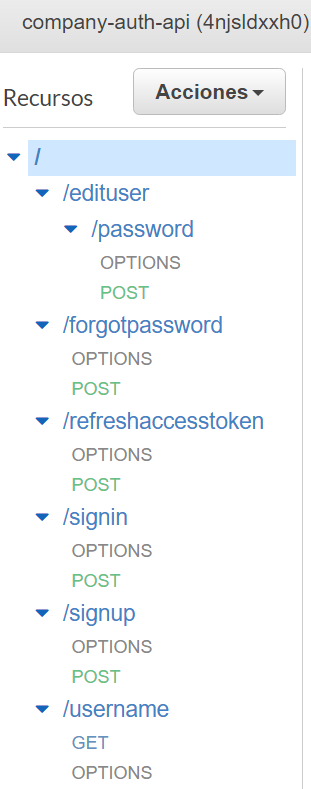 company-auth-api (4njsldxxh0)
Recursos
Acciones
/
/edituser
/password
OPTIONS
POST
/forgotpassword
OPTIONS
POST
/refreshaccesstoken
OPTIONS
POST
/signin
OPTIONS
POST
/signup
OPTIONS
POST
/username
GET
OPTIONS